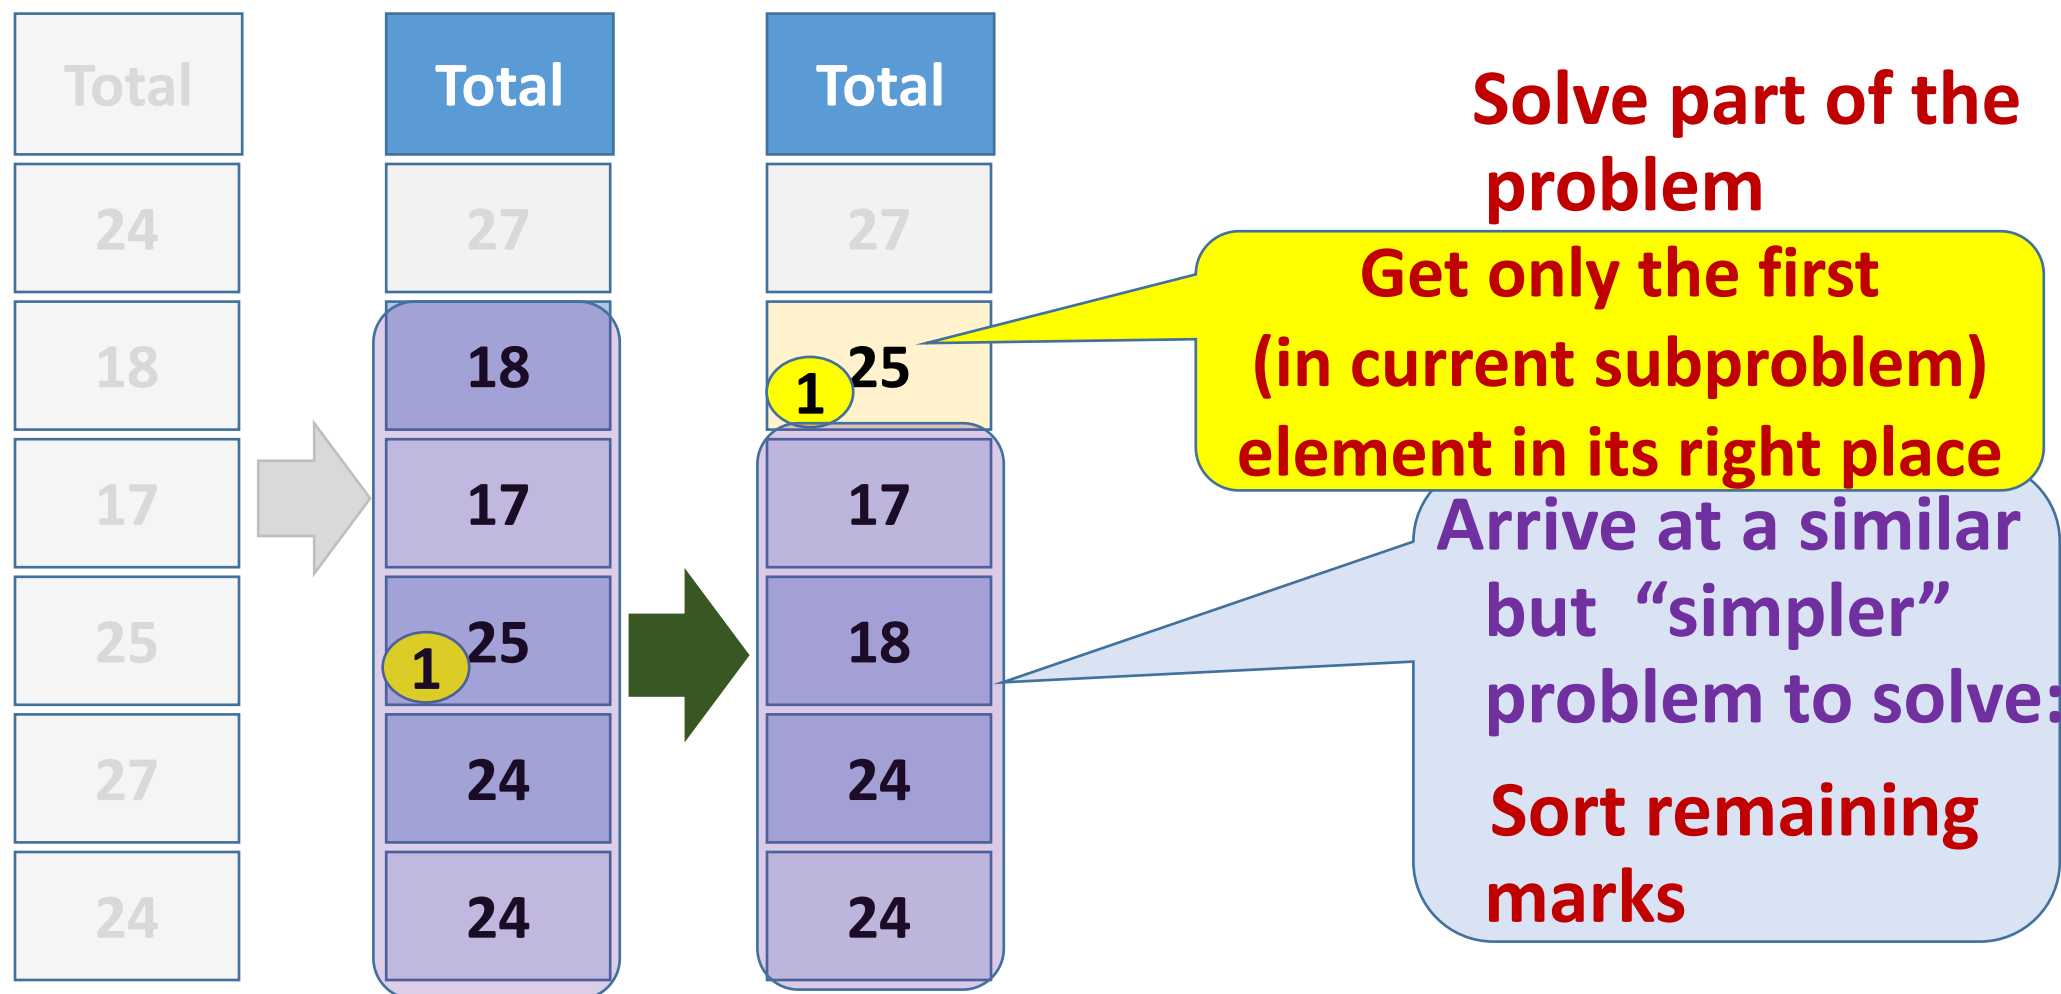 Total
24
18
17
25
27
24
Total
27
18
17
1 25
24
24
Total
27
1 25
17
18
24
24
Solve part of the
problem
Get only the first
(in current subproblem)
element in its right place
Arrive at a similar
but “simpler”
problem to solve:
Sort remaining
marks